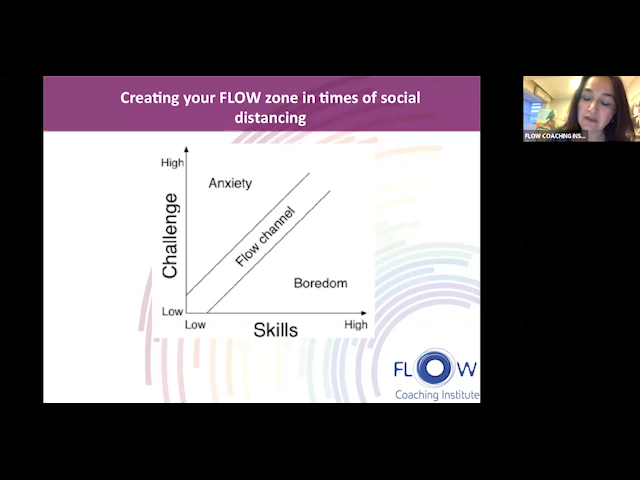 Creating your FLOW zone in times of social
distancing
High
Anxiety
Flow channel
Challenge
Boredom
Low
Low
High
Skills
FLOW
Coaching Institute
FLOW COACHING INS...